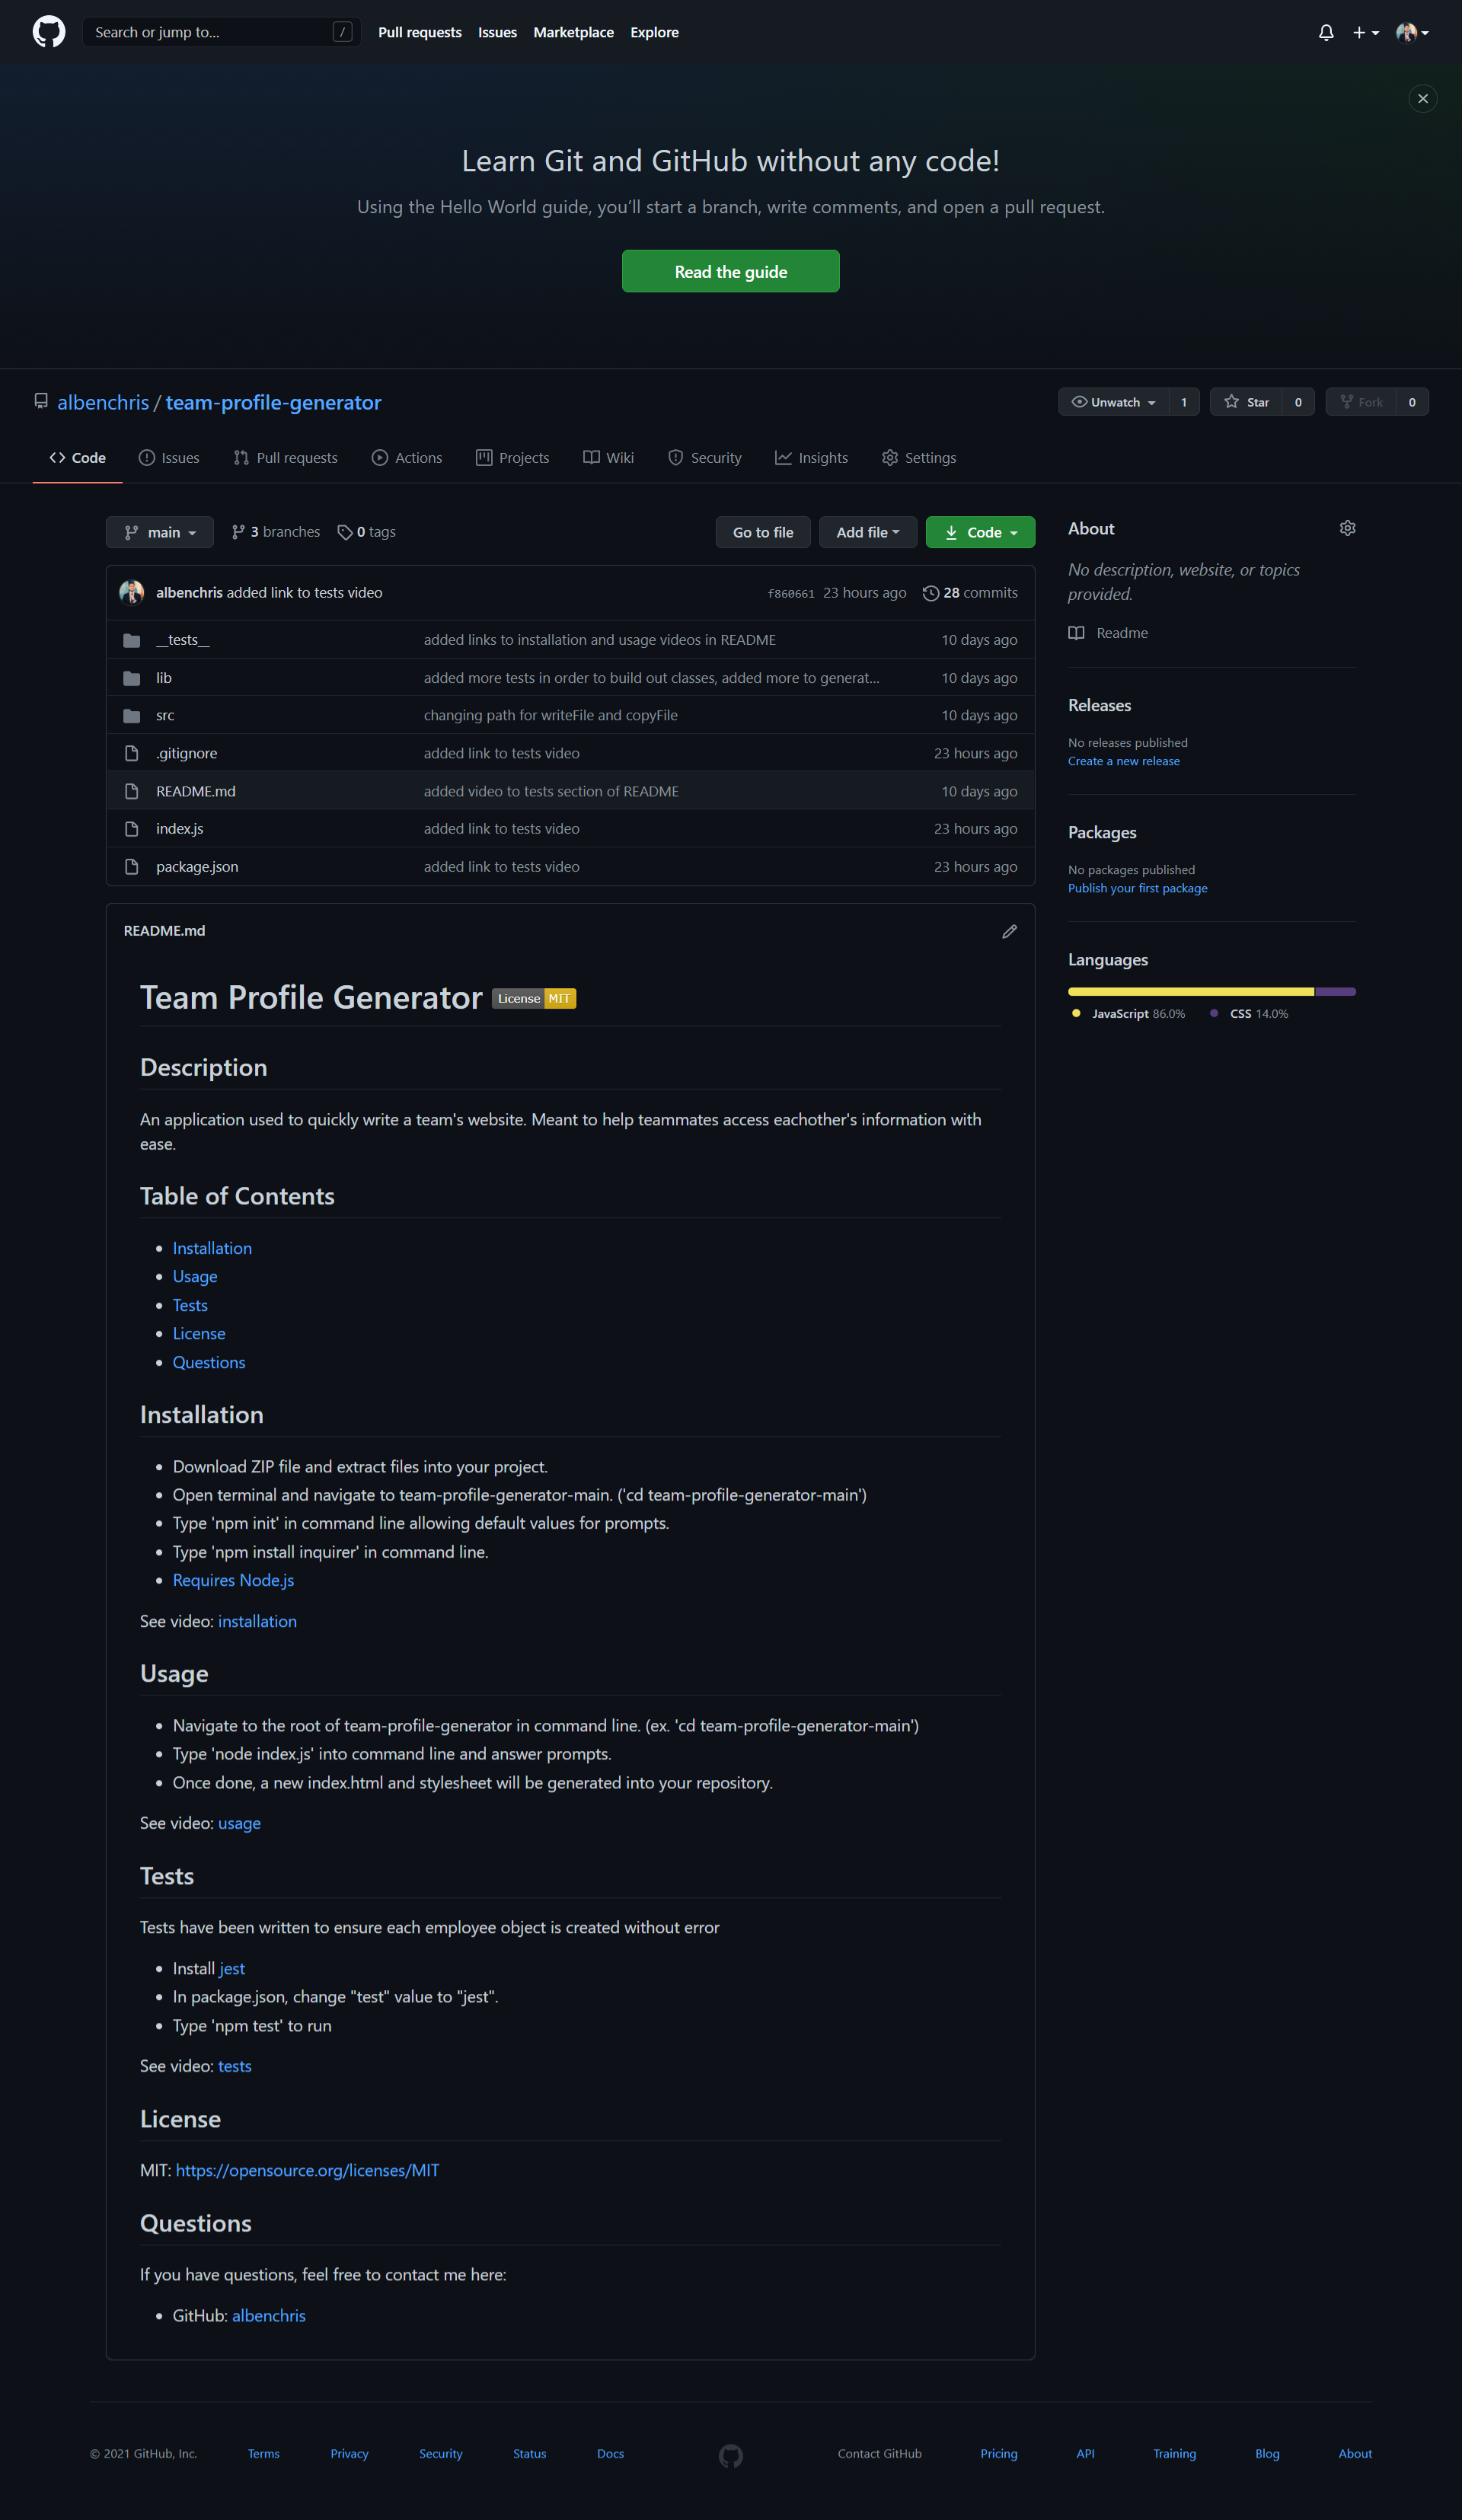 Search or jump to... /
Pull requests Issues Marketplace Explore
Learn Git and GitHub without any code!
Using the Hello World guide, you’ll start a branch, write comments, and open a pull request.
Read the guide
albenchris / team-profile-generator
Unwatch 1 Star 0 Fork 0
Code Issues Pull requests Actions Projects Wiki Security Insights Settings
main 3 branches 0 tags Go to file Add file Code
albenchris added link to tests video f860661 23 hours ago 28 commits
__tests__ added links to installation and usage videos in README 10 days ago
lib added more tests in order to build out classes, added more to generat... 10 days ago
src changing path for writeFile and copyFile 10 days ago
.gitignore added link to tests video 23 hours ago
README.md added video to tests section of README 10 days ago
index.js added link to tests video 23 hours ago
package.json added link to tests video 23 hours ago
About
No description, website, or topics
provided.
Readme
Releases
No releases published
Create a new release
Packages
No packages published
Publish your first package
Languages
JavaScript 86.0% CSS 14.0%
README.md
Team Profile Generator License MIT
Description
An application used to quickly write a team's website. Meant to help teammates access eachother's information with
ease.
Table of Contents
Installation
Usage
Tests
License
Questions
Installation
Download ZIP file and extract files into your project.
Open terminal and navigate to team-profile-generator-main. ('cd team-profile-generator-main')
Type 'npm init' in command line allowing default values for prompts.
Type 'npm install inquirer' in command line.
Requires Node.js
See video: installation
Usage
Navigate to the root of team-profile-generator in command line. (ex. 'cd team-profile-generator-main')
Type 'node index.js' into command line and answer prompts.
Once done, a new index.html and stylesheet will be generated into your repository.
See video: usage
Tests
Tests have been written to ensure each employee object is created without error
Install jest
In package.json, change "test" value to "jest".
Type 'npm test' to run
See video: tests
License
MIT: https://opensource.org/licenses/MIT
Questions
If you have questions, feel free to contact me here:
GitHub: albenchris
© 2021 GitHub, Inc. Terms Privacy Security Status Docs Contact GitHub Pricing API Training Blog About